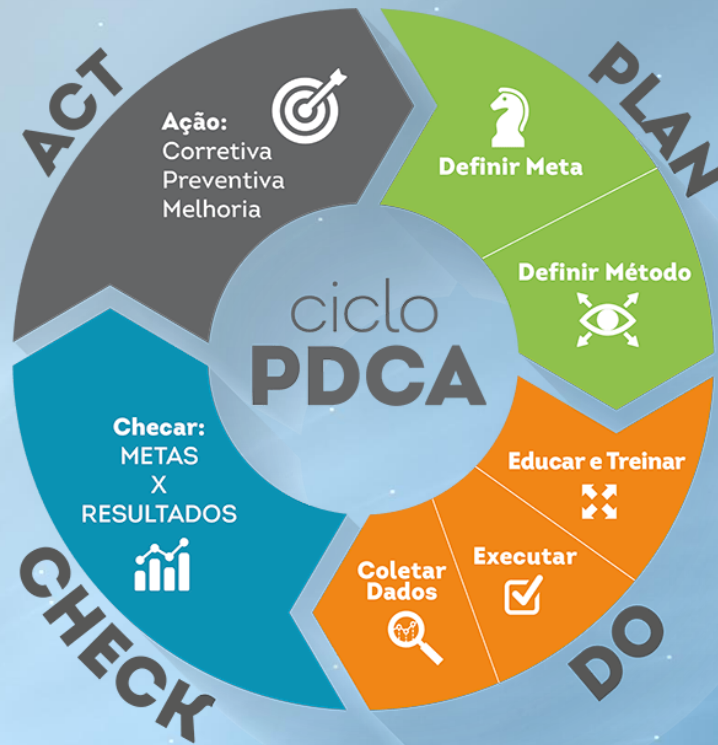 ciclo
PDCA
PLAN
Definir Meta
Definir Método
DO
Educar e Treinar
Executar
Coletar
Dados
CHECK
Checar:
METAS
X
RESULTADOS
ACT
Ação:
Corretiva
Preventiva
Melhoria